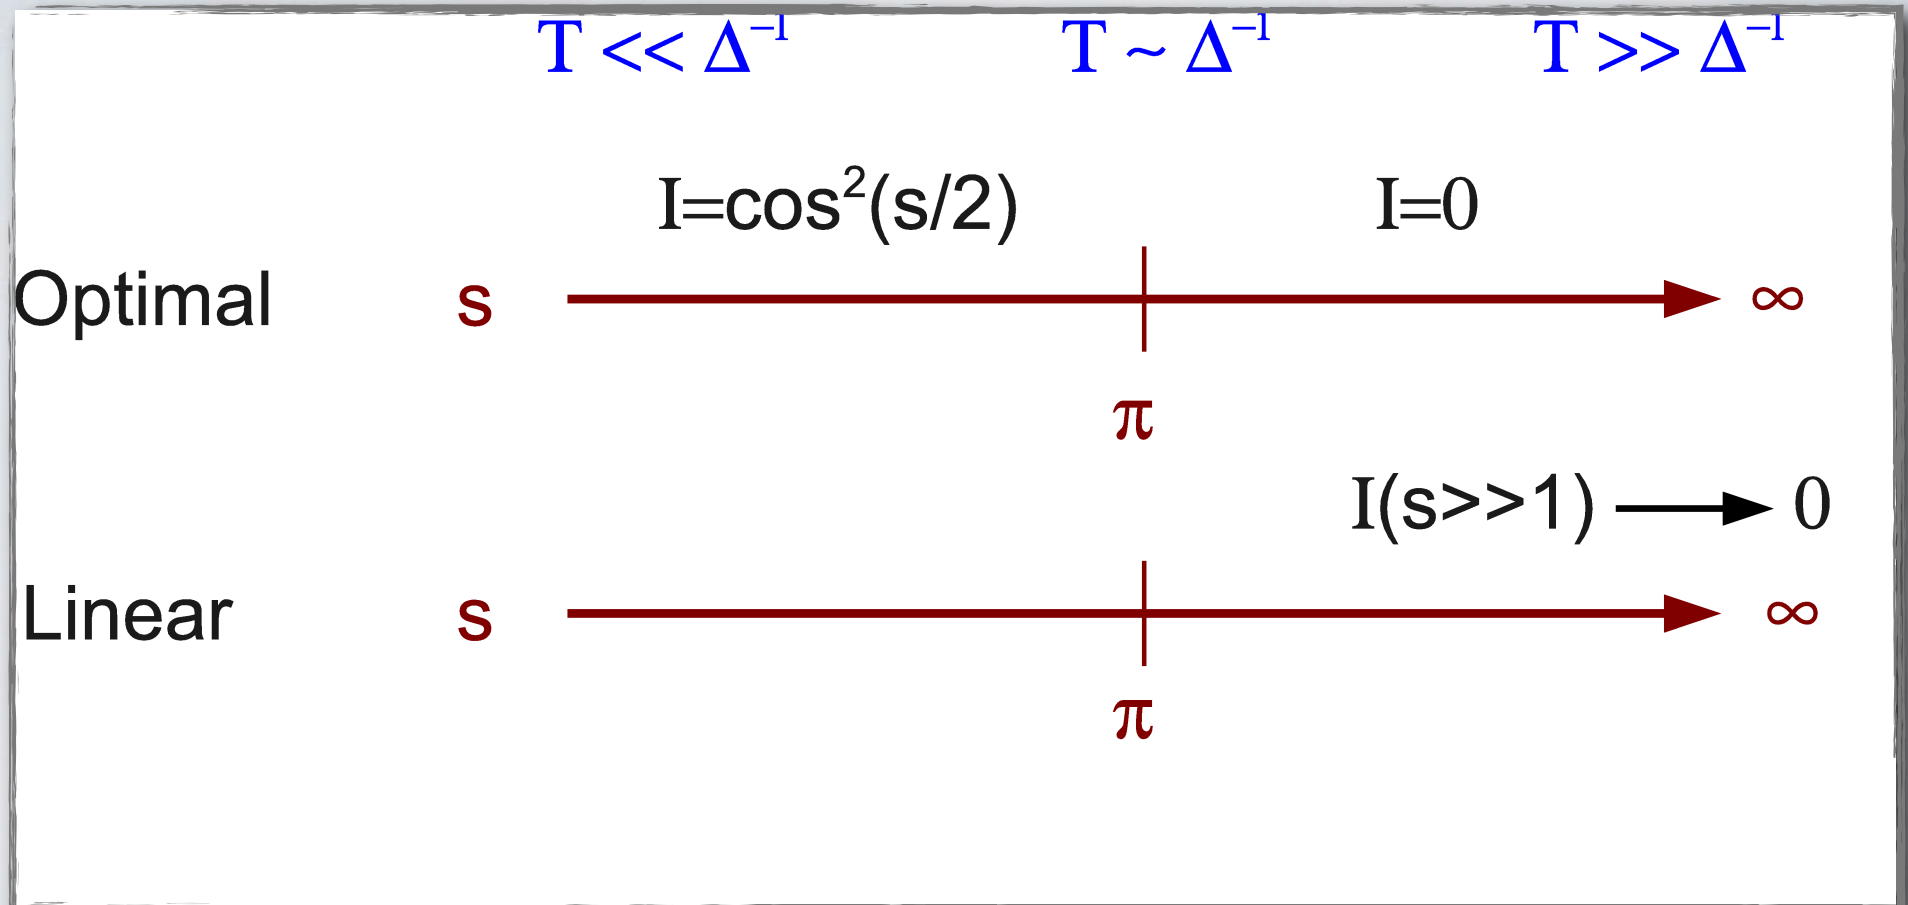 T << Δ⁻¹ T ~ Δ⁻¹ T >> Δ⁻¹
I=cos²(s/2) I=0
Optimal s ∞
π
I(s>>1) 0
Linear s ∞
π